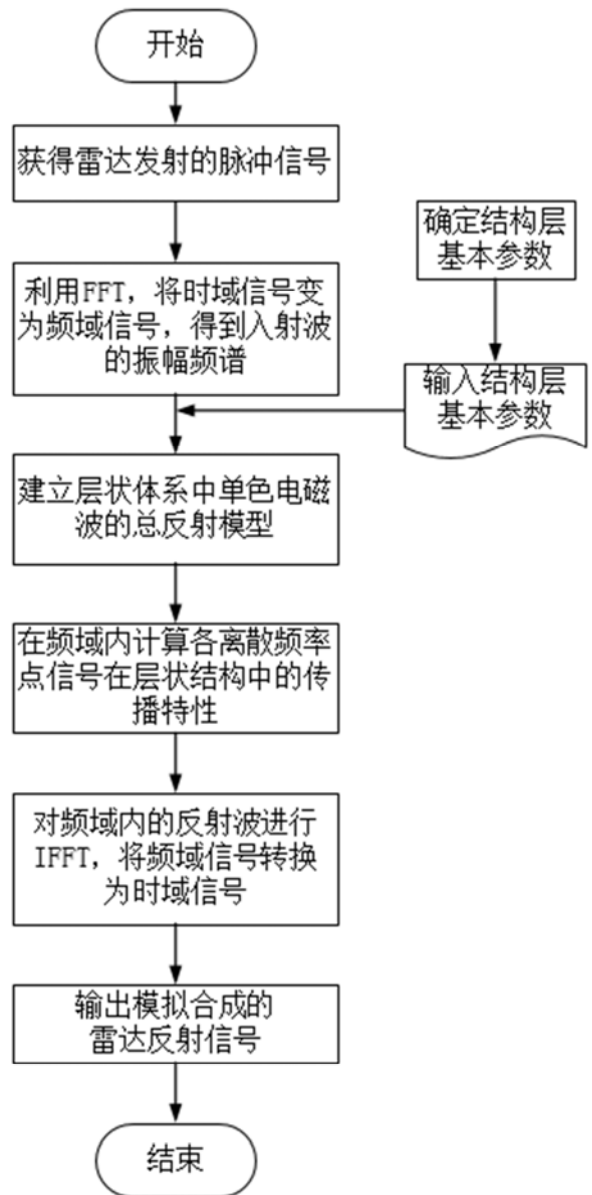 开始
获得雷达发射的脉冲信号
利用FFT，将时域信号变
为频域信号，得到入射波
的振幅频谱
确定结构层
基本参数
输入结构层
基本参数
建立层状体系中单色电磁
波的总反射模型
在频域内计算各离散频率
点信号在层状结构中的传
播特性
对频域内的反射波进行
IFFT，将频域信号转换
为时域信号
输出模拟合成的
雷达反射信号
结束